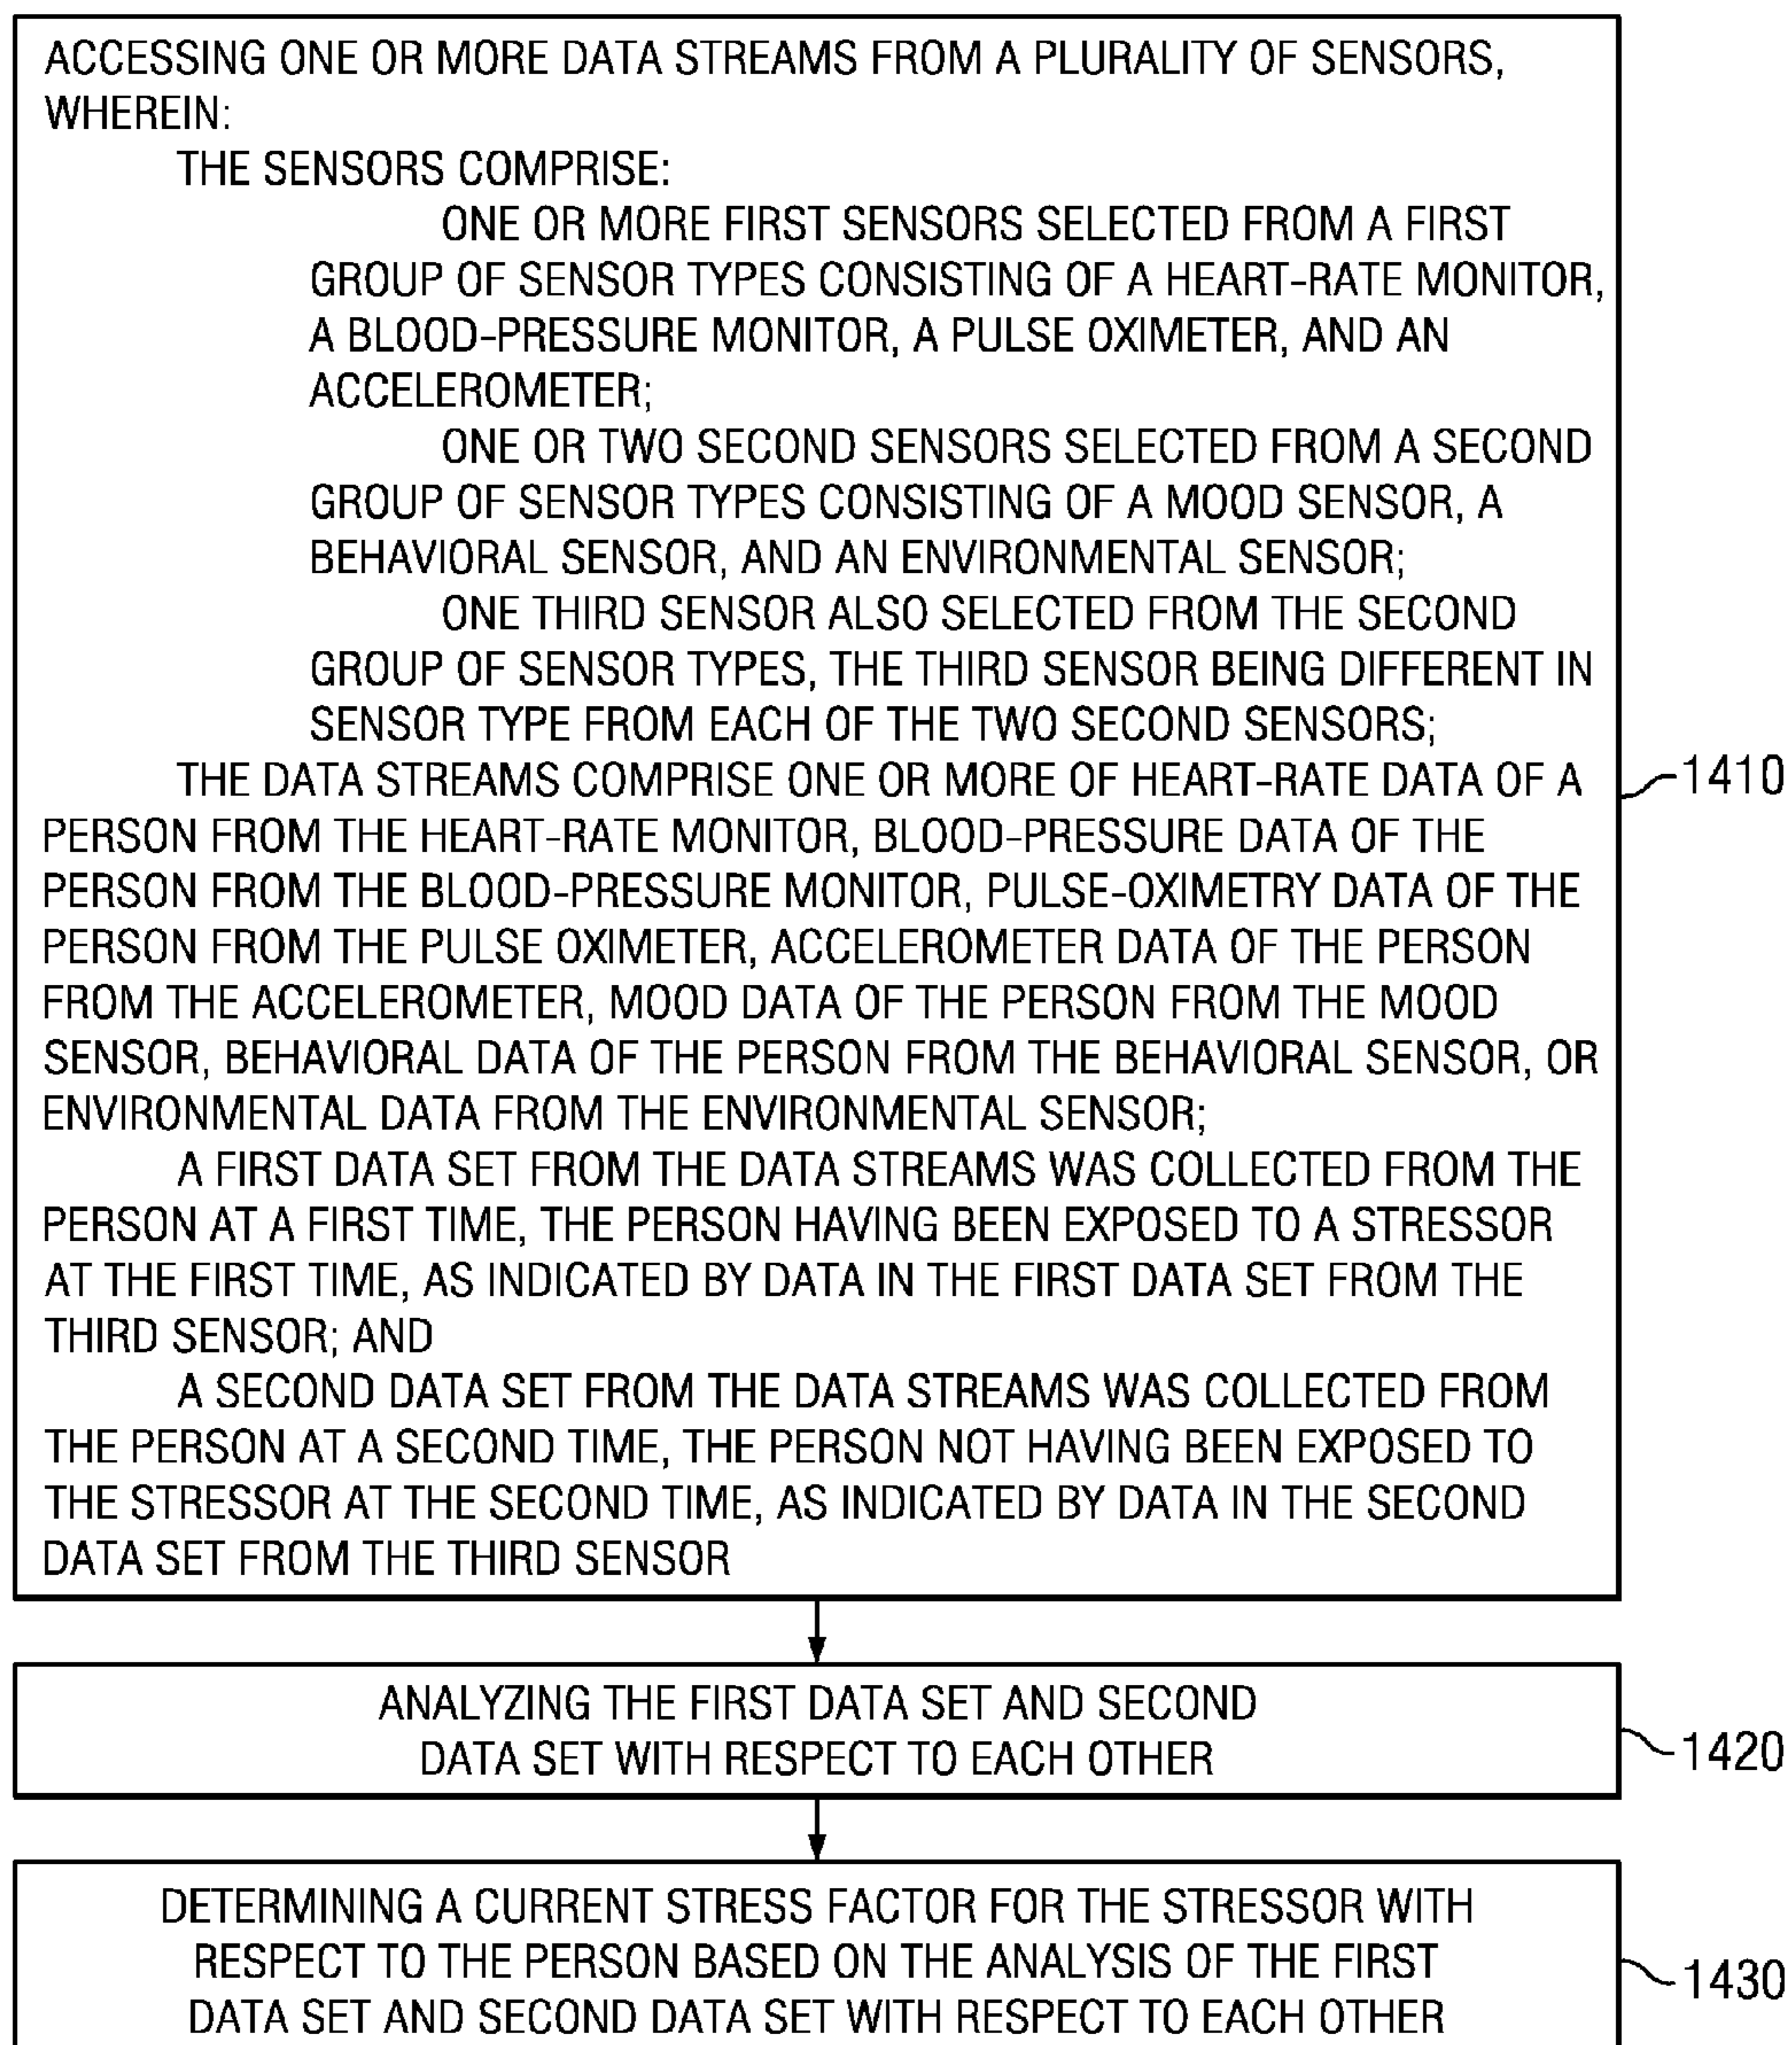 ACCESSING ONE OR MORE DATA STREAMS FROM A PLURALITY OF SENSORS,
WHEREIN:
THE SENSORS COMPRISE:
ONE OR MORE FIRST SENSORS SELECTED FROM A FIRST
GROUP OF SENSOR TYPES CONSISTING OF A HEART-RATE MONITOR,
A BLOOD-PRESSURE MONITOR, A PULSE OXIMETER, AND AN
ACCELEROMETER;
ONE OR TWO SECOND SENSORS SELECTED FROM A SECOND
GROUP OF SENSOR TYPES CONSISTING OF A MOOD SENSOR, A
BEHAVIORAL SENSOR, AND AN ENVIRONMENTAL SENSOR;
ONE THIRD SENSOR ALSO SELECTED FROM THE SECOND
GROUP OF SENSOR TYPES, THE THIRD SENSOR BEING DIFFERENT IN
SENSOR TYPE FROM EACH OF THE TWO SECOND SENSORS;
THE DATA STREAMS COMPRISE ONE OR MORE OF HEART-RATE DATA OF A
PERSON FROM THE HEART-RATE MONITOR, BLOOD-PRESSURE DATA OF THE
PERSON FROM THE BLOOD-PRESSURE MONITOR, PULSE-OXIMETRY DATA OF THE
PERSON FROM THE PULSE OXIMETER, ACCELEROMETER DATA OF THE PERSON
FROM THE ACCELEROMETER, MOOD DATA OF THE PERSON FROM THE MOOD
SENSOR, BEHAVIORAL DATA OF THE PERSON FROM THE BEHAVIORAL SENSOR, OR
ENVIRONMENTAL DATA FROM THE ENVIRONMENTAL SENSOR;
A FIRST DATA SET FROM THE DATA STREAMS WAS COLLECTED FROM THE
PERSON AT A FIRST TIME, THE PERSON HAVING BEEN EXPOSED TO A STRESSOR
AT THE FIRST TIME, AS INDICATED BY DATA IN THE FIRST DATA SET FROM THE
THIRD SENSOR; AND
A SECOND DATA SET FROM THE DATA STREAMS WAS COLLECTED FROM
THE PERSON AT A SECOND TIME, THE PERSON NOT HAVING BEEN EXPOSED TO
THE STRESSOR AT THE SECOND TIME, AS INDICATED BY DATA IN THE SECOND
DATA SET FROM THE THIRD SENSOR
1410
ANALYZING THE FIRST DATA SET AND SECOND
DATA SET WITH RESPECT TO EACH OTHER
1420
DETERMINING A CURRENT STRESS FACTOR FOR THE STRESSOR WITH
RESPECT TO THE PERSON BASED ON THE ANALYSIS OF THE FIRST
DATA SET AND SECOND DATA SET WITH RESPECT TO EACH OTHER
1430